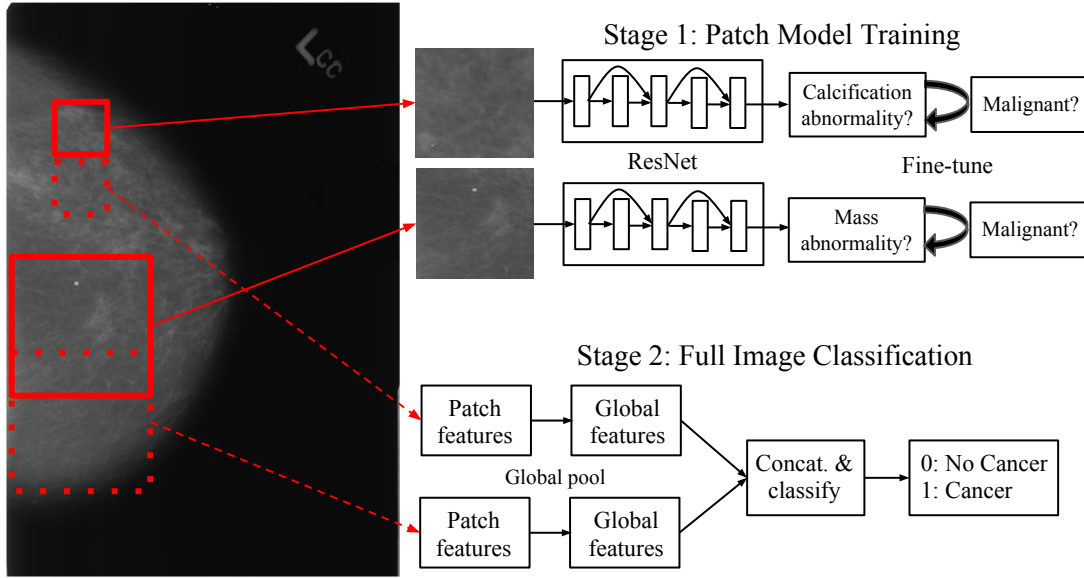 LCC
Stage 1: Patch Model Training
Calcification
abnormality?
Malignant?
ResNet
Fine-tune
Mass
abnormality?
Malignant?
Stage 2: Full Image Classification
Patch
features
Global
features
Concat. &
classify
0: No Cancer
1: Cancer
Global pool
Patch
features
Global
features